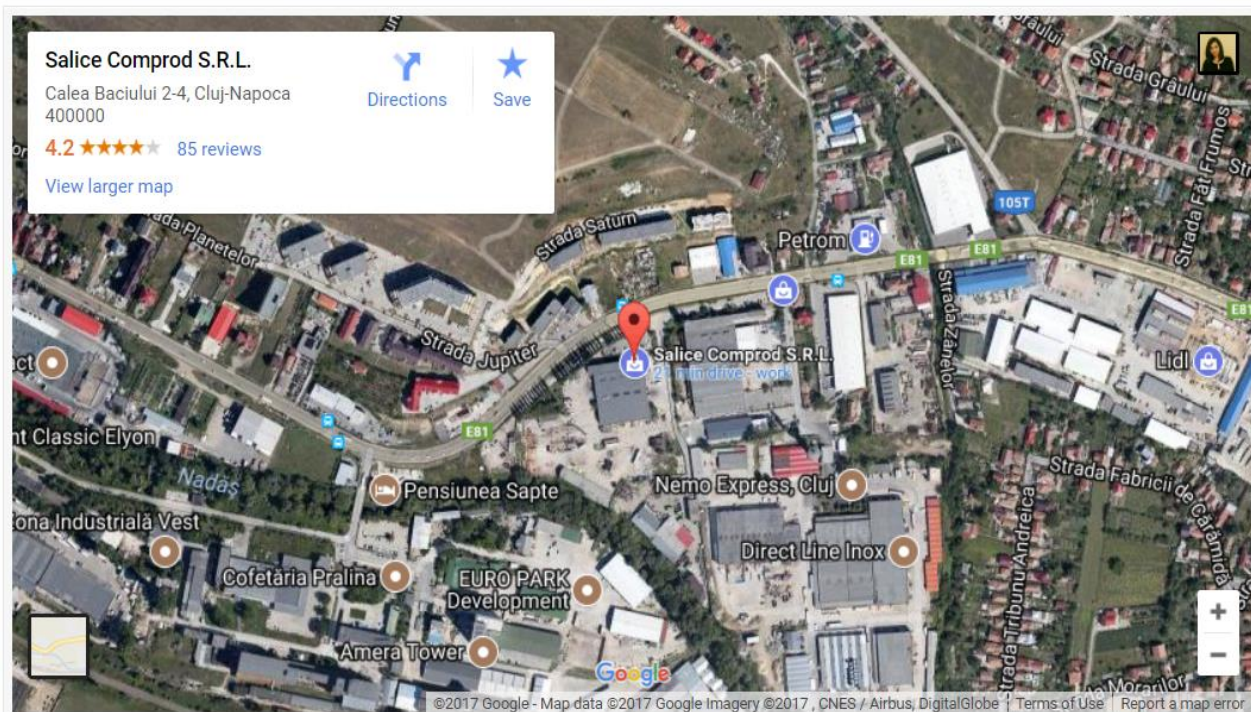 Salice Comprod S.R.L.
Calea Baciului 2-4, Cluj-Napoca
400000
4.2
85 reviews
View larger map
Directions
Save
Strada Grâului
Strada Făt Frumos
105T
Petrom
E81
E81
Strada Saturn
Strada Zânelor
E81
Strada Jupiter
Salice Comprod S.R.L.
21 min drive - work
Lidl
E81
nt Classic Elyon
Nadăș
Pensiunea Sapte
Nemo Express, Cluj
Strada Fabricii de Cărămidă
ona Industrială Vest
Direct Line Inox
Strada Tribunu Andreica
Cofetăria Pralina
EURO PARK
Development
Amera Tower
Google
©2017 Google - Map data ©2017 Google Imagery ©2017 , CNES / Airbus, DigitalGlobe
Terms of Use
Report a map error